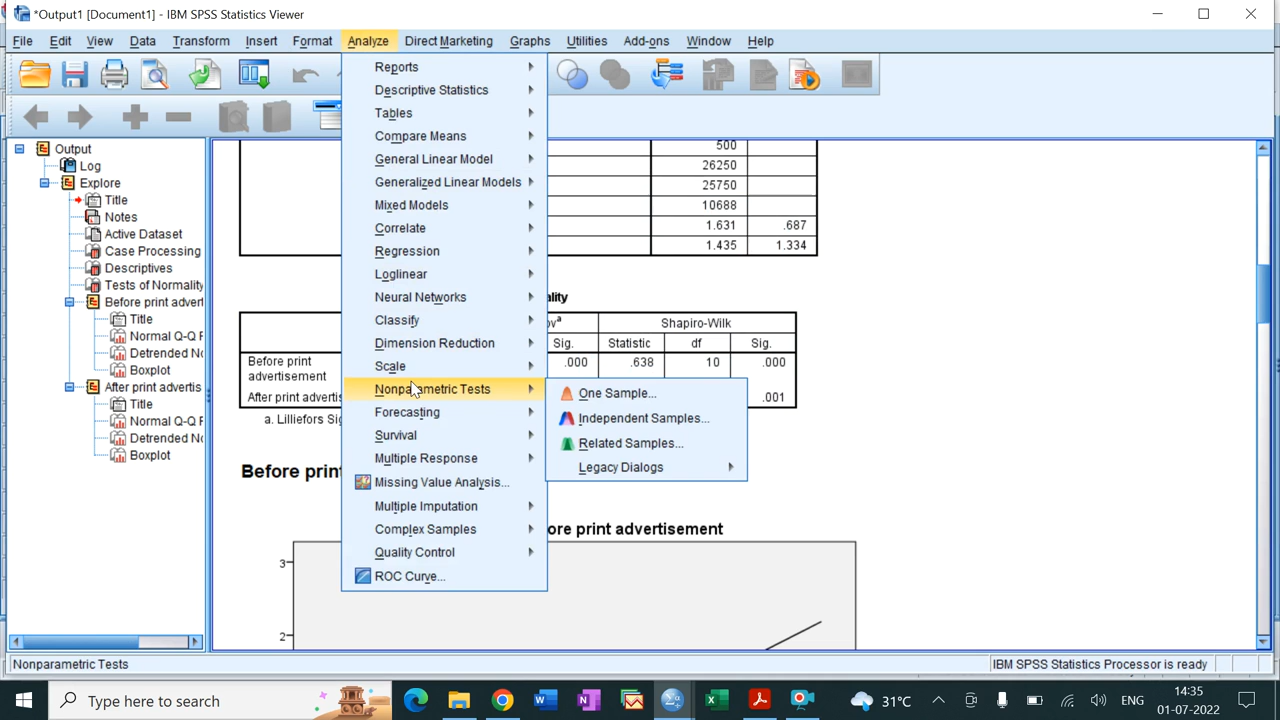 *Output1 [Document1] - IBM SPSS Statistics Viewer
File Edit View Data Transform Insert Format Analyze Direct Marketing Graphs Utilities Add-ons Window Help
Output
Log
Explore
Title
Notes
Active Dataset
Case Processing
Descriptives
Tests of Normality
Before print advert
Title
Normal Q-Q
Detrended
Boxplot
After print advertis
Title
Normal Q-Q
Detrended
Boxplot
Reports
Descriptive Statistics
Tables
Compare Means
General Linear Model
Generalized Linear Models
Mixed Models
Correlate
Regression
Loglinear
Neural Networks
Classify
Dimension Reduction
Scale
Nonparametric Tests
Forecasting
Survival
Multiple Response
Missing Value Analysis...
Multiple Imputation
Complex Samples
Quality Control
ROC Curve...
One Sample...
Independent Samples...
Related Samples...
Legacy Dialogs
500
26250
25750
10688
1.631 .687
1.435 1.334
ality
ov a Shapiro-Wilk
Sig. Statistic df Sig.
Before print
advertisement .000 .638 10 .000
After print advertis .001
a. Lilliefors Sig
Before prin
ore print advertisement
3
2
Nonparametric Tests
IBM SPSS Statistics Processor is ready
Type here to search
31°C
ENG
14:35
01-07-2022